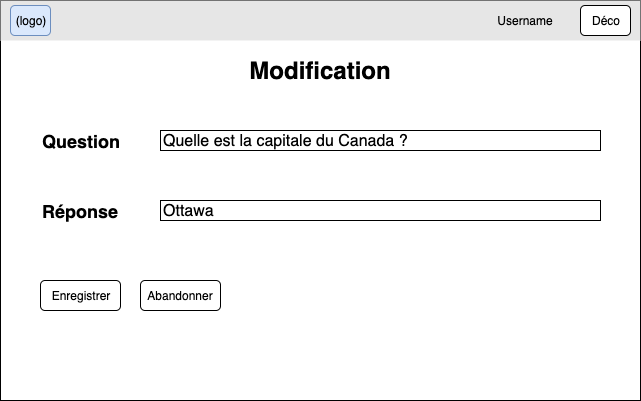 (logo) Username Déco
Modification
Question Quelle est la capitale du Canada ?
Réponse Ottawa
Enregistrer Abandonner